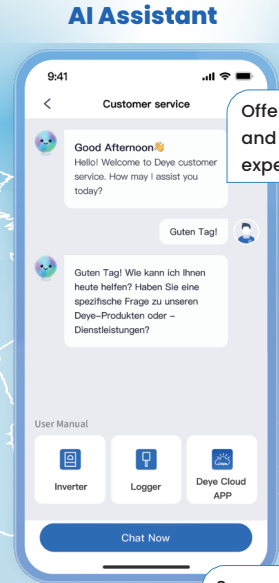 AI Assistant
9:41
Customer service
Offe
and
expe
Good Afternoon👋
Hello! Welcome to Deye customer
service. How may I assist you
today?
Guten Tag!
Guten Tag! Wie kann ich Ihnen
heute helfen? Haben Sie eine
spezifische Frage zu unseren
Deye-Produkten oder -
Dienstleistungen?
User Manual
Inverter
Logger
Deye Cloud
APP
Chat Now